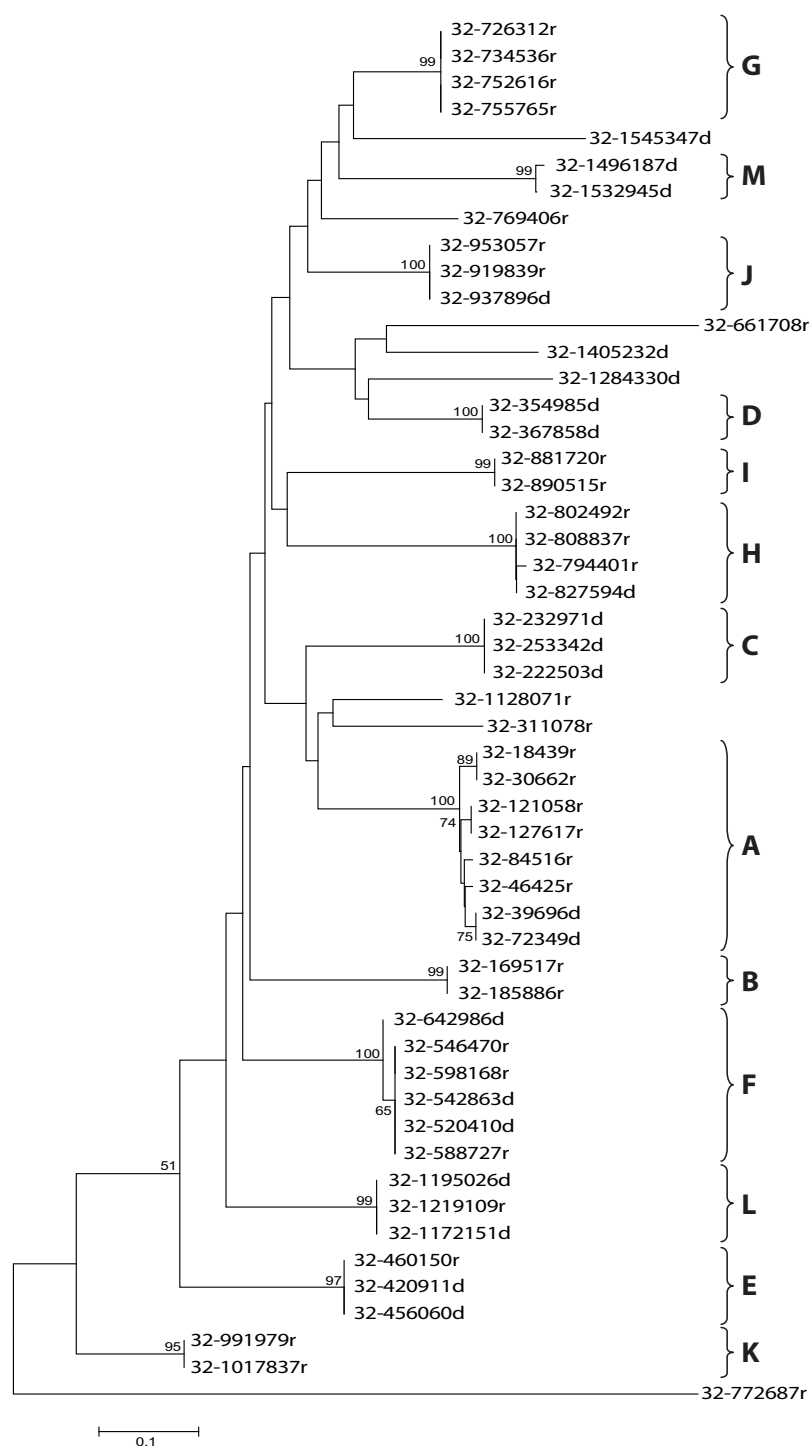 32-726312r
99
32-734536r
32-752616r
32-755765r
G
32-1545347d
32-1496187d
99
32-1532945d
M
32-769406r
32-953057r
100
32-919839r
32-937896d
J
32-661708r
32-1405232d
32-1284330d
32-354985d
100
32-367858d
D
32-881720r
99
32-890515r
I
32-802492r
32-808837r
100
32-794401r
32-827594d
H
32-232971d
100
32-253342d
32-222503d
C
32-1128071r
32-311078r
32-18439r
89
32-30662r
100
32-121058r
74
32-127617r
32-84516r
32-46425r
32-39696d
75
32-72349d
A
32-169517r
99
32-185886r
B
32-642986d
100
32-546470r
32-598168r
32-542863d
65
32-520410d
32-588727r
F
51
32-1195026d
99
32-1219109r
32-1172151d
L
32-460150r
97
32-420911d
32-456060d
E
32-991979r
95
32-1017837r
K
32-772687r
0.1